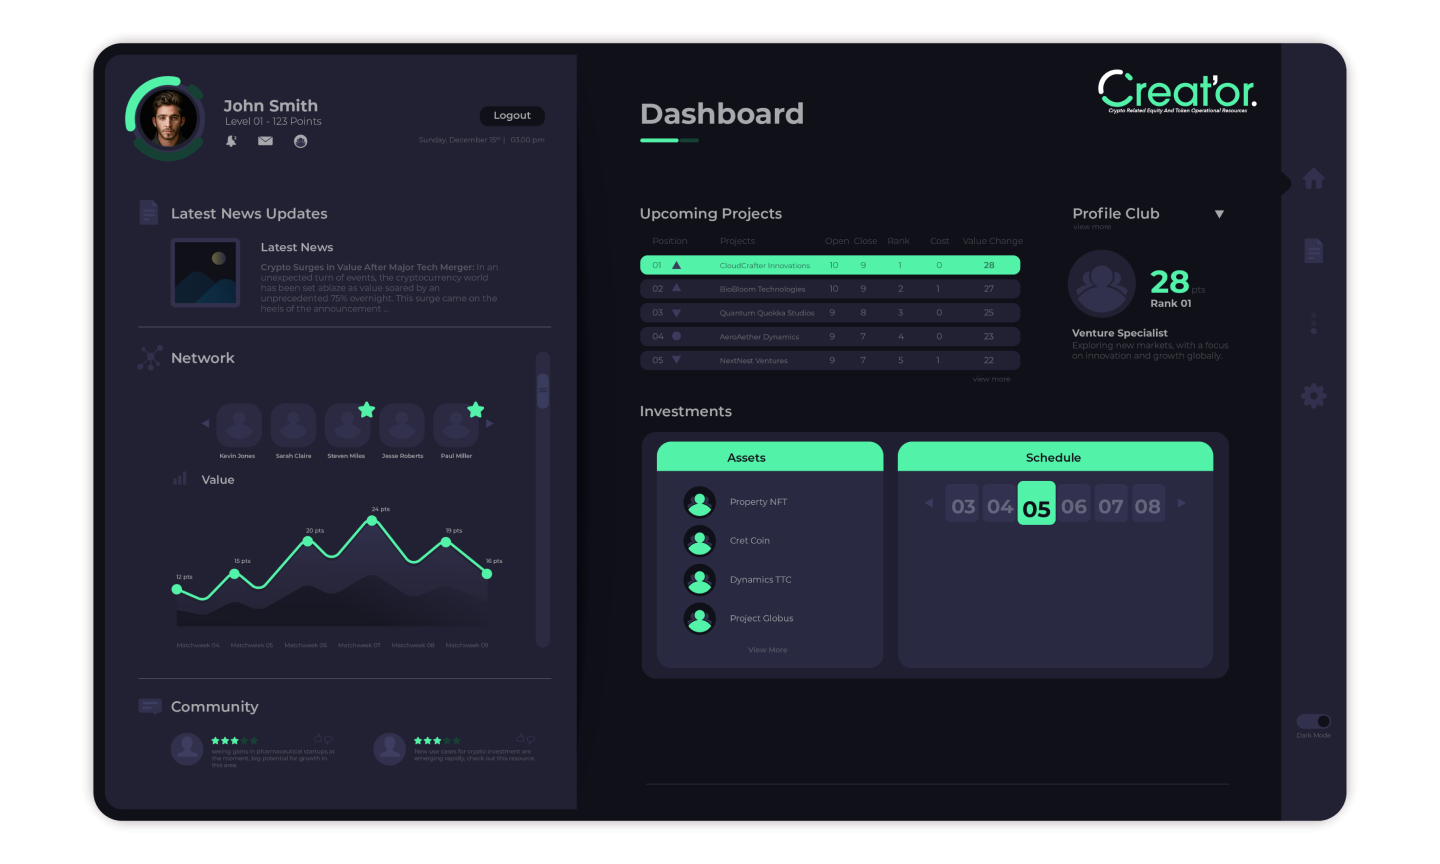 John Smith
Level 01 - 123 Points
Logout
Sunday, December 15th | 03.00 pm
Latest News Updates
Latest News
Crypto Surges in Value After Major Tech Merger: In an
unexpected turn of events, the cryptocurrency world
has been set ablaze as value soared by an
unprecedented 75% overnight. This surge came on the
heels of the announcement ...
Network
Kevin Jones Sarah Claire Steven Miles Jesse Roberts Paul Miller
Value
12 pts
15 pts
20 pts
24 pts
19 pts
16 pts
Matchweek 04 Matchweek 05 Matchweek 06 Matchweek 07 Matchweek 08 Matchweek 09
Community
seeing gains in pharmaceutical startups at
the moment, big potential for growth in
this area.
New use cases for crypto investment are
emerging rapidly, check out this resource.
Dashboard
Creat'or.
Crypto Related Equity And Token Operational Resources
Upcoming Projects
Position Projects Open Close Rank Cost Value Change
01 CloudCrafter Innovations 10 9 1 0 28
02 BioBloom Technologies 10 9 2 1 27
03 Quantum Quokka Studios 9 8 3 0 25
04 AeroAether Dynamics 9 7 4 0 23
05 NextNest Ventures 9 7 5 1 22
view more
Profile Club
view more
28 pts
Rank 01
Venture Specialist
Exploring new markets, with a focus
on innovation and growth globally.
Investments
Assets
Property NFT
Cret Coin
Dynamics TTC
Project Globus
View More
Schedule
03 04 05 06 07 08
Dark Mode